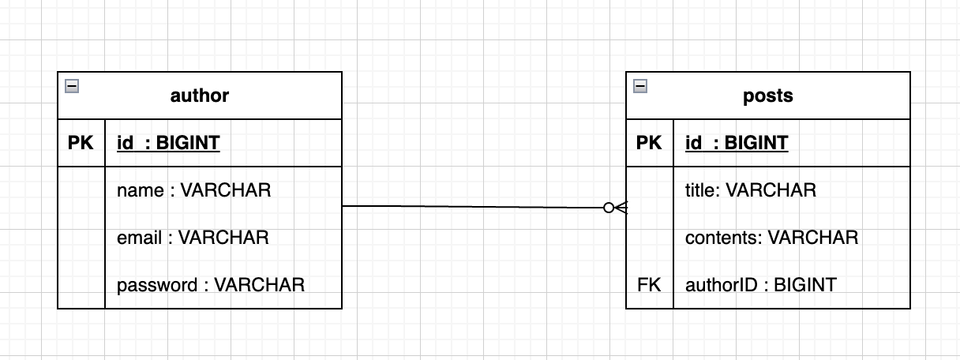 author
PK id : BIGINT
name : VARCHAR
email : VARCHAR
password : VARCHAR
posts
PK id : BIGINT
title: VARCHAR
contents: VARCHAR
FK authorID : BIGINT